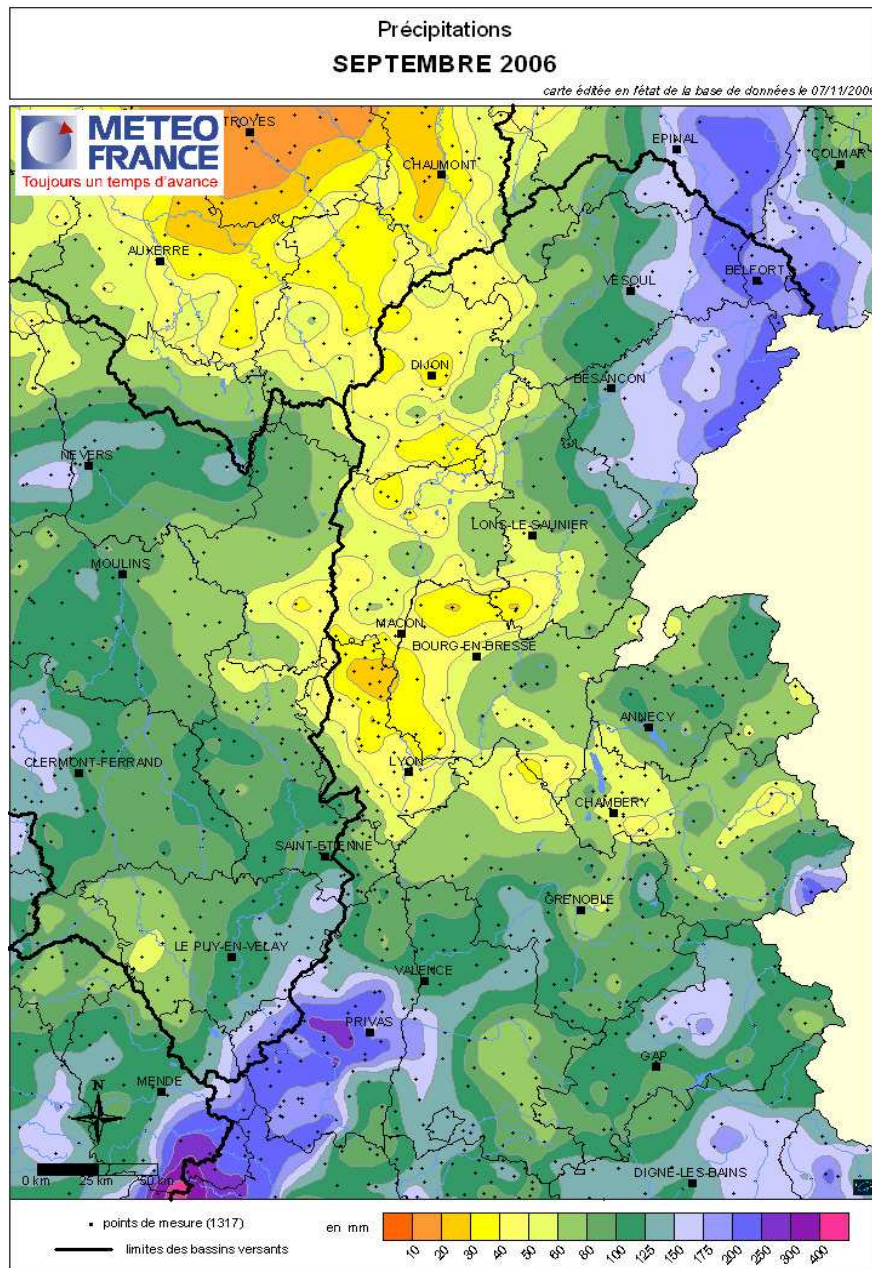 Précipitations
SEPTEMBRE 2006
carte éditée en l'état de la base de données le 07/11/2006
METEO
FRANCE
Toujours un temps d'avance
TROYES
CHAUMONT
EPINAL
COLMAR
AUXERRE
VESOUL
BELFORT
DIJON
BESANCON
NEVERS
LONS-LE-SAUNIER
MOULINS
MACON
BOURG-EN-BRESSE
ANNECY
CLERMONT-FERRAND
LYON
CHAMBERY
SAINT-ETIENNE
GRENOBLE
LE PUY-EN-VELAY
VALENCE
PRIVAS
GAP
MENDE
N
DIGNE-LES-BAINS
0 km 25 km 50 km
points de mesure (1317)
limites des bassins versants
en mm
10 20 30 40 50 60 80 100 125 150 175 200 250 300 400